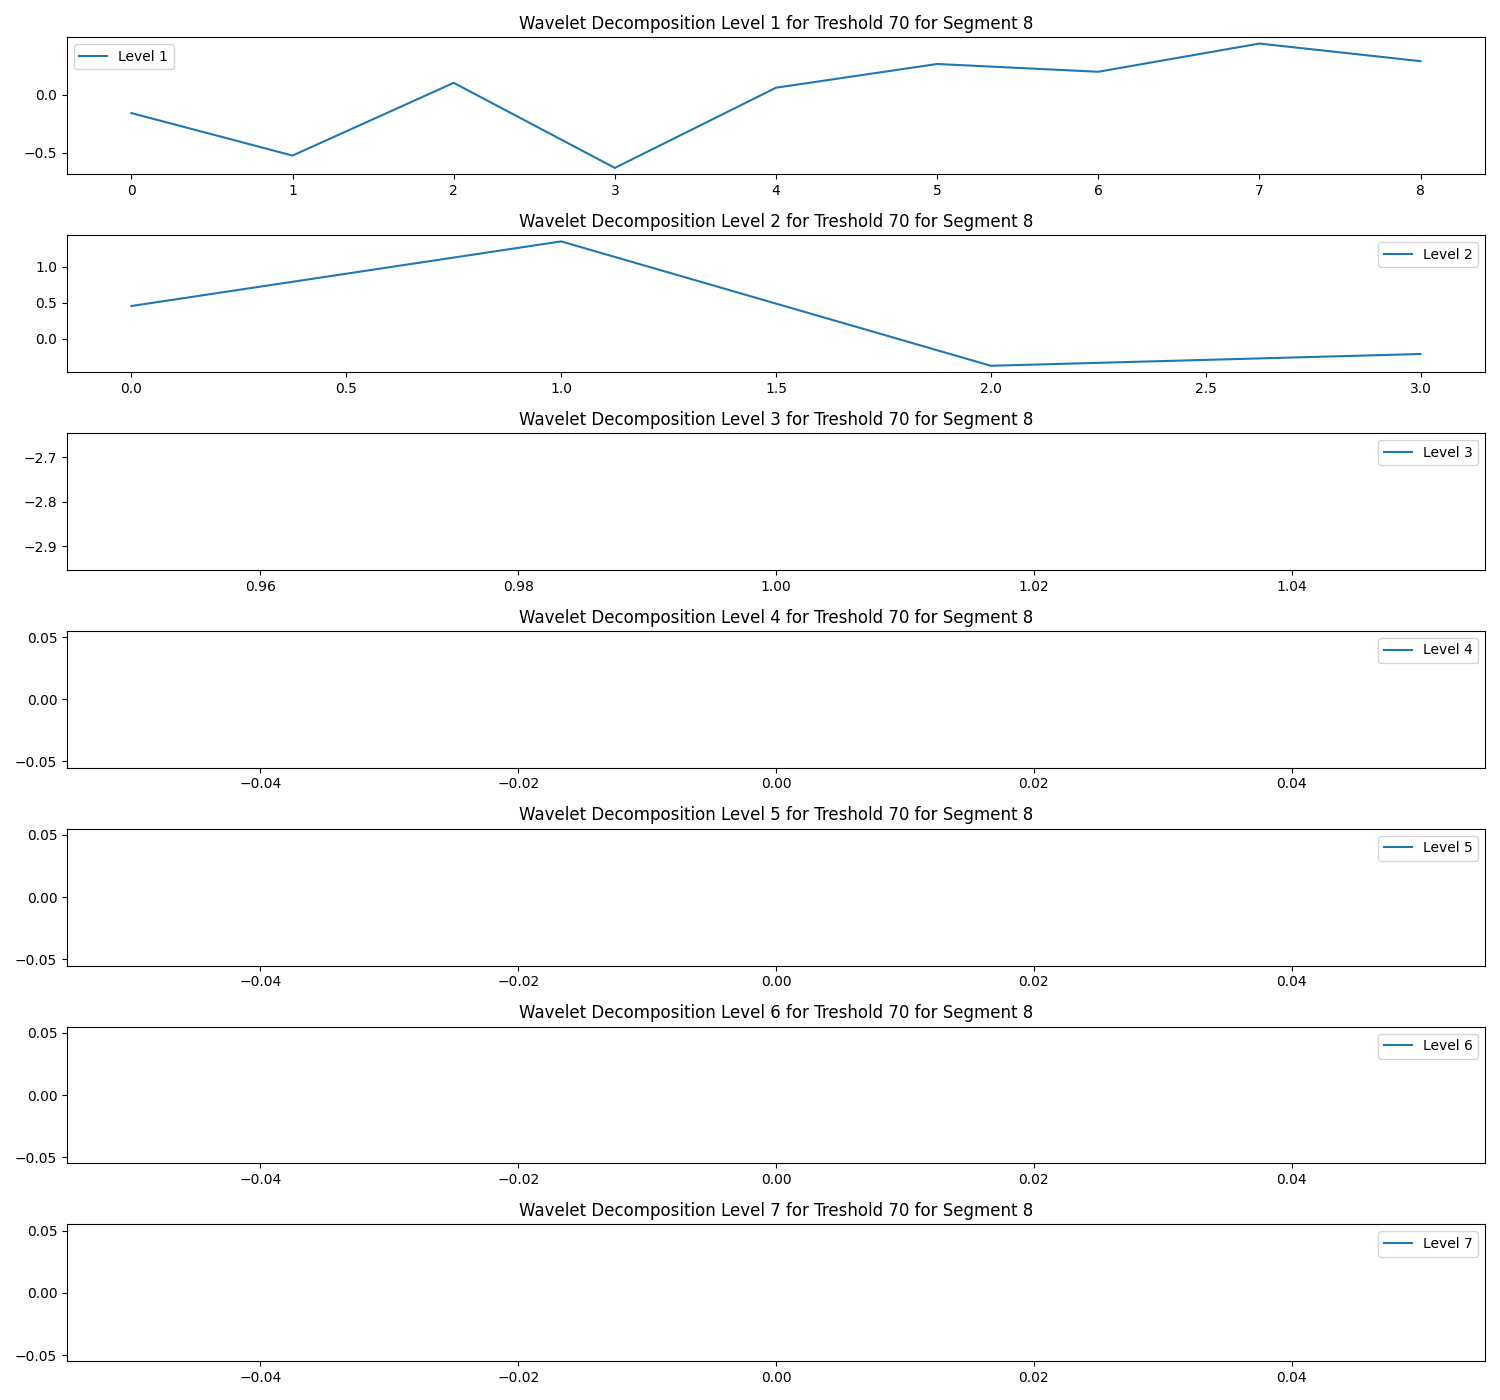 Wavelet Decomposition Level 1 for Treshold 70 for Segment 8
Level 1
0.0
−0.5
0 1 2 3 4 5 6 7 8
Wavelet Decomposition Level 2 for Treshold 70 for Segment 8
Level 2
1.0
0.5
0.0
0.0 0.5 1.0 1.5 2.0 2.5 3.0
Wavelet Decomposition Level 3 for Treshold 70 for Segment 8
Level 3
−2.7
−2.8
−2.9
0.96 0.98 1.00 1.02 1.04
Wavelet Decomposition Level 4 for Treshold 70 for Segment 8
0.05
Level 4
0.00
−0.05
−0.04 −0.02 0.00 0.02 0.04
Wavelet Decomposition Level 5 for Treshold 70 for Segment 8
0.05
Level 5
0.00
−0.05
−0.04 −0.02 0.00 0.02 0.04
Wavelet Decomposition Level 6 for Treshold 70 for Segment 8
0.05
Level 6
0.00
−0.05
−0.04 −0.02 0.00 0.02 0.04
Wavelet Decomposition Level 7 for Treshold 70 for Segment 8
0.05
Level 7
0.00
−0.05
−0.04 −0.02 0.00 0.02 0.04